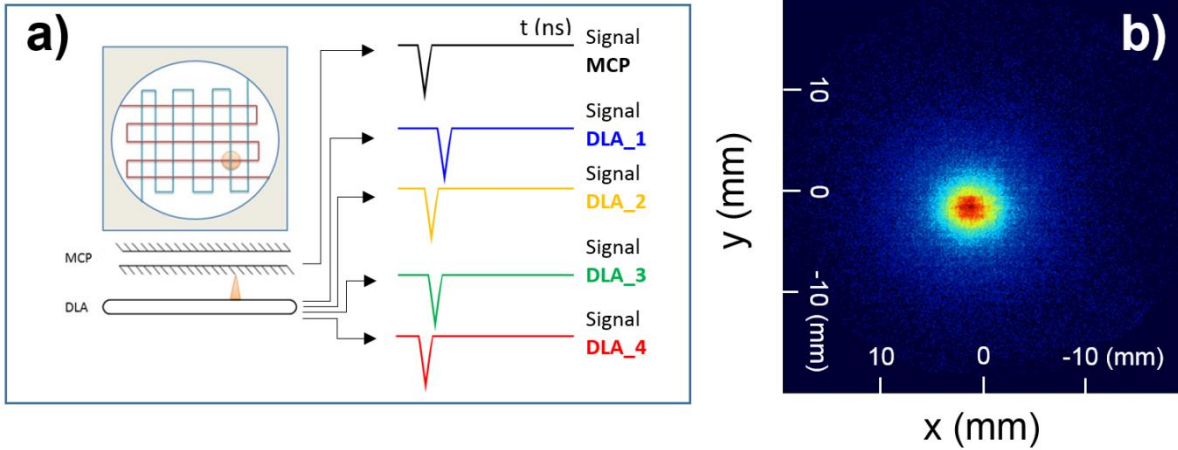 a)
t (ns)
Signal
MCP
Signal
DLA_1
Signal
DLA_2
Signal
DLA_3
Signal
DLA_4
MCP
DLA
b)
y (mm)
10
0
-10 (mm)
10
0
-10 (mm)
x (mm)